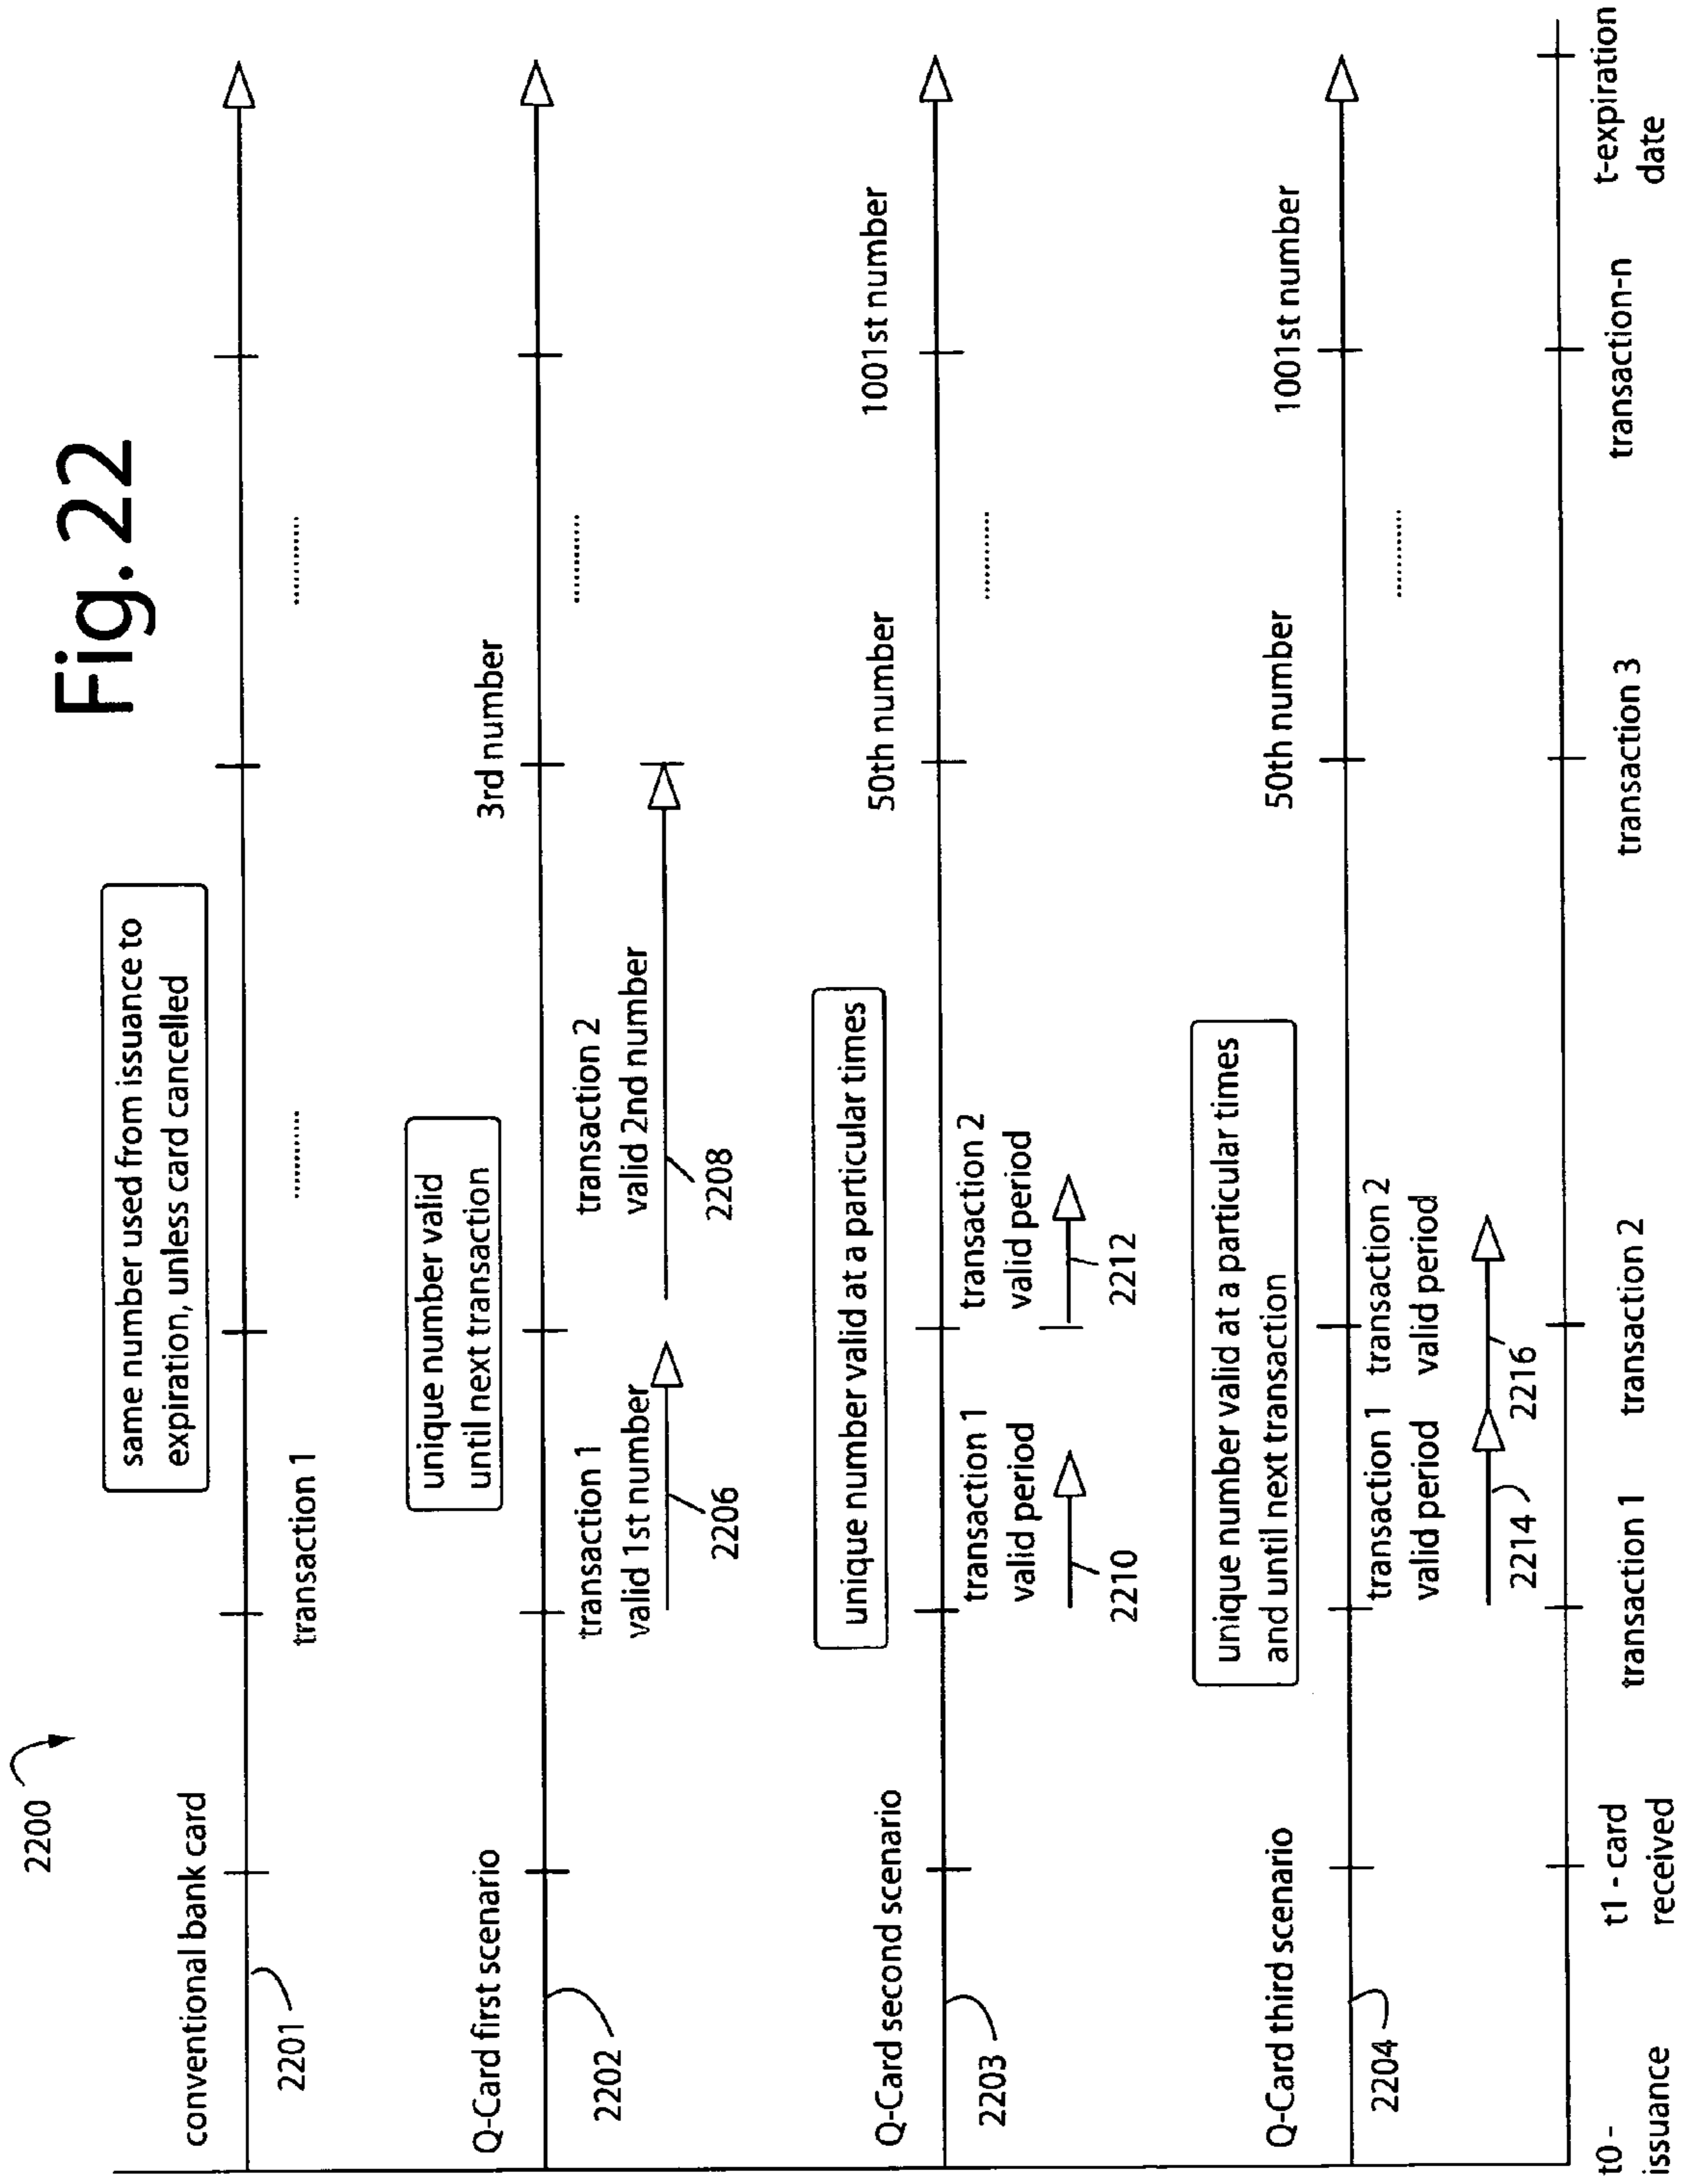 Fig. 22
2200
conventional bank card
same number used from issuance to
expiration, unless card cancelled
2201
transaction 1
............
............
Q-Card first scenario
unique number valid
until next transaction
3rd number
2202
transaction 1
valid 1st number
2206
transaction 2
valid 2nd number
2208
............
Q-Card second scenario
unique number valid at a particular times
50th number
1001st number
2203
transaction 1
valid period
2210
transaction 2
valid period
2212
............
Q-Card third scenario
unique number valid at a particular times
and until next transaction
50th number
1001st number
2204
transaction 1
valid period
2214
transaction 2
valid period
2216
............
t0 -
issuance
t1 - card
received
transaction 1
transaction 2
transaction 3
transaction-n
t-expiration
date